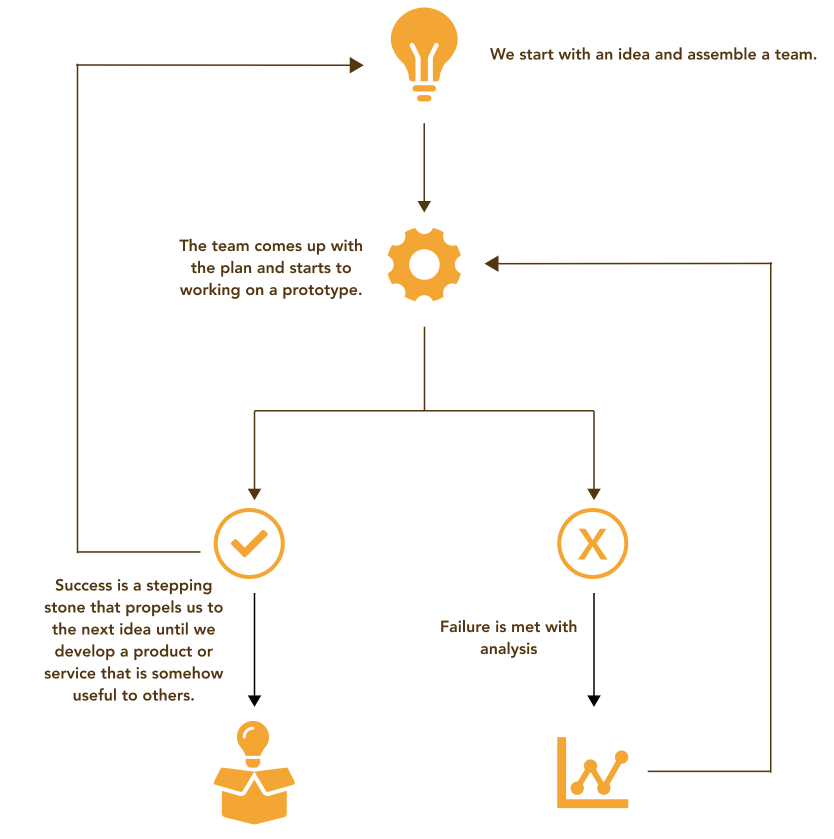 We start with an idea and assemble a team.
The team comes up with
the plan and starts to
working on a prototype.
X
Success is a stepping
stone that propels us to
the next idea until we
develop a product or
service that is somehow
useful to others.
Failure is met with
analysis